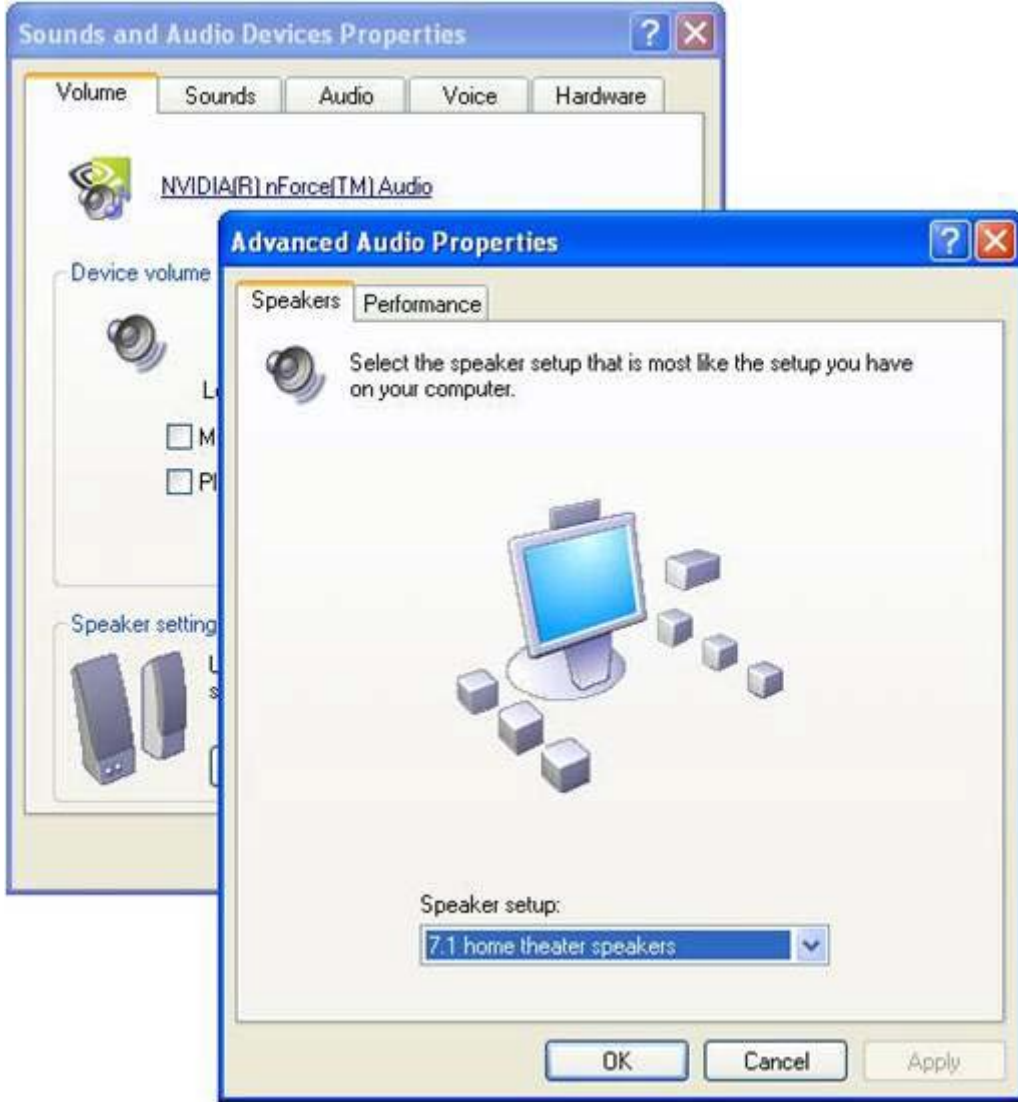 Sounds and Audio Devices Properties
Volume Sounds Audio Voice Hardware
NVIDIA(R) nForce(TM) Audio
Advanced Audio Properties
Device volume
Speakers Performance
Select the speaker setup that is most like the setup you have
on your computer.
Speaker setting
Speaker setup:
7.1 home theater speakers
OK Cancel Apply